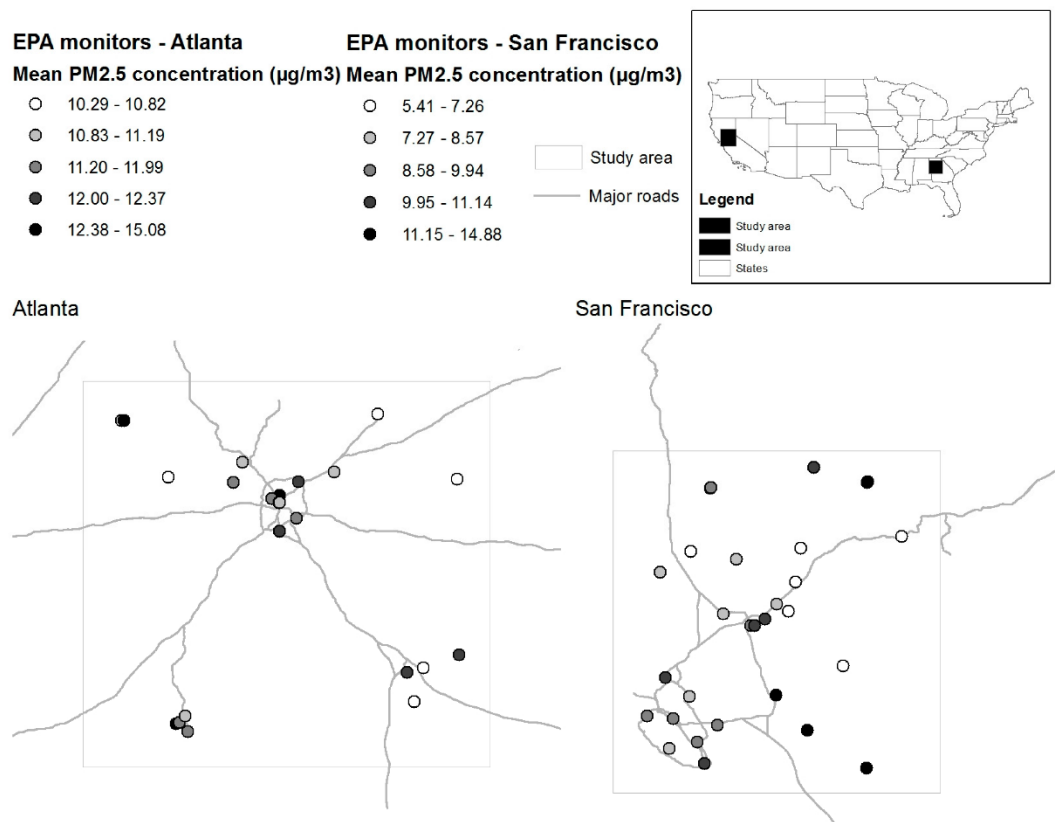 EPA monitors - Atlanta
Mean PM2.5 concentration (µg/m3)
10.29 - 10.82
10.83 - 11.19
11.20 - 11.99
12.00 - 12.37
12.38 - 15.08
EPA monitors - San Francisco
Mean PM2.5 concentration (µg/m3)
5.41 - 7.26
7.27 - 8.57
8.58 - 9.94
9.95 - 11.14
11.15 - 14.88
Study area
Major roads
Legend
Study area
Study area
States
Atlanta
San Francisco